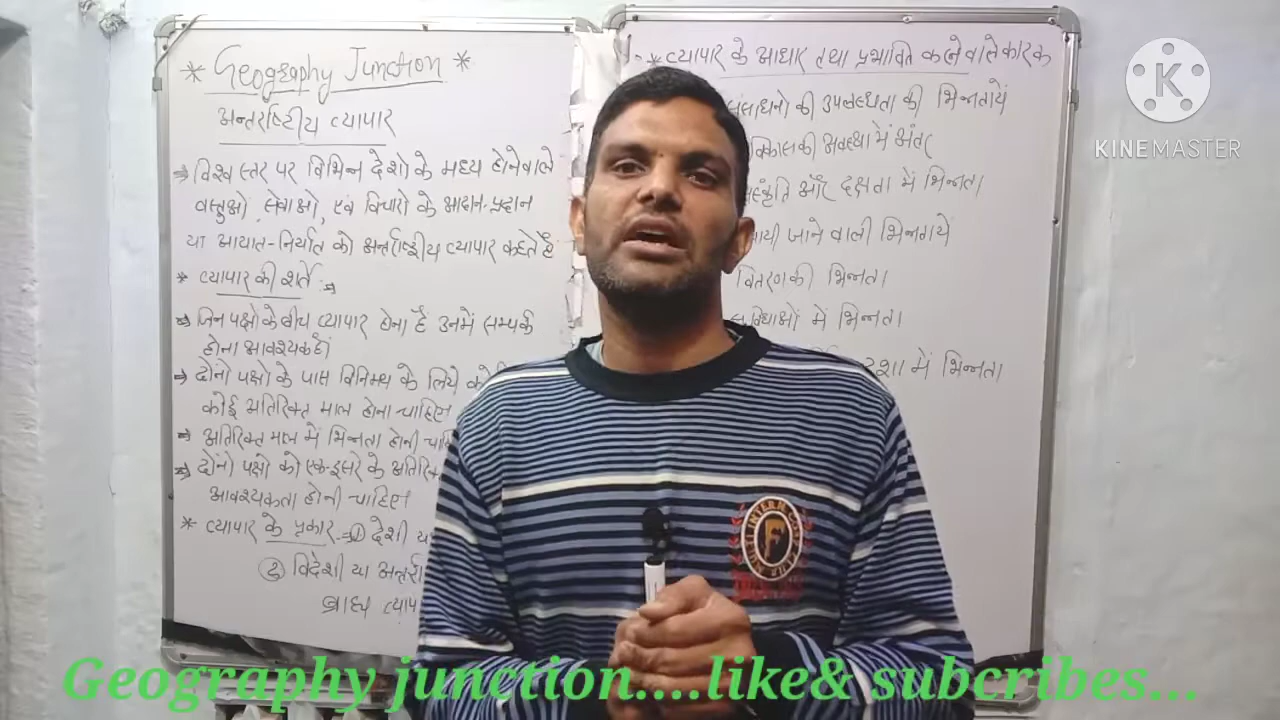 * Geography Junction *
अन्तर्राष्ट्रीय व्यापार
⇒ विश्व स्तर पर विभिन्न देशो के मध्य होने वाले
वस्तुओ, सेवाओ, एवं विचारो के आदान-प्रदान
या आयात-निर्यात को अन्तर्राष्ट्रीय व्यापार कहते है
* व्यापार की शर्ते :-
⇒ जिन पक्षो के बीच व्यापार होना है उनमें सम्पर्क
होना आवश्यक है।
⇒ दोनो पक्षो के पास विनिमय के लिये
कोई अतिरिक्त माल होना चाहिए
⇒ अतिरिक्त माल में भिन्नता होनी
⇒ दोनो पक्षो को एक-दूसरे के
आवश्यकता होनी चाहिए
* व्यापार के प्रकार - ① देशी
② विदेशी या
बाह्य
* व्यापार के आधार तथा प्रभावित करने वाले कारक
संसाधनो की उपलब्धता की भिन्नतायें
विकास की अवस्था में अंतर
संस्कृति और दक्षता में भिन्नता
जाने वाली भिन्नतायें
वितरण की भिन्नता
में भिन्नता
में भिन्नता
K
KINEMASTER
INTER
F
CLUB
Geography junction....like& subcribes...